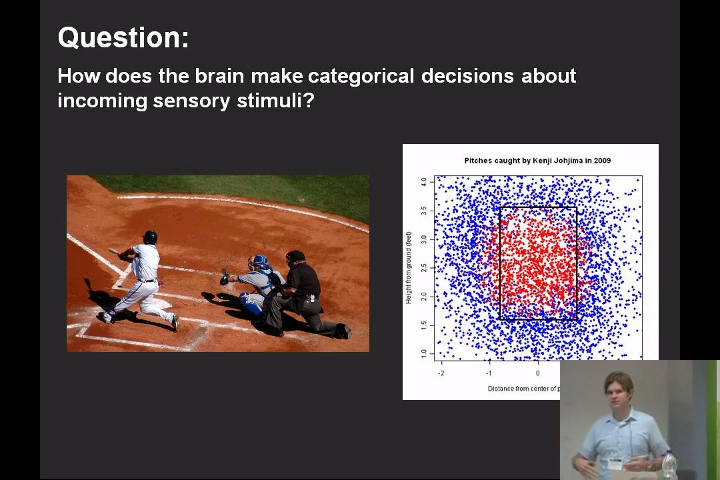 Question:
How does the brain make categorical decisions about
incoming sensory stimuli?
Pitches caught by Kenji Johjima in 2009
Height from ground (feet)
4.0
3.5
3.0
2.5
2.0
1.5
1.0
-2
-1
0
Distance from center of p